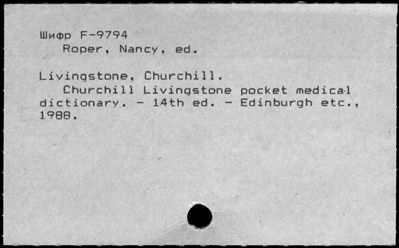 Шифр F-9794
Roper, Nancy, ed.
Livingstone, Churchill.
Churchill Livingstone pocket medical
dictionary. - 14th ed. - Edinburgh etc.,
1988.